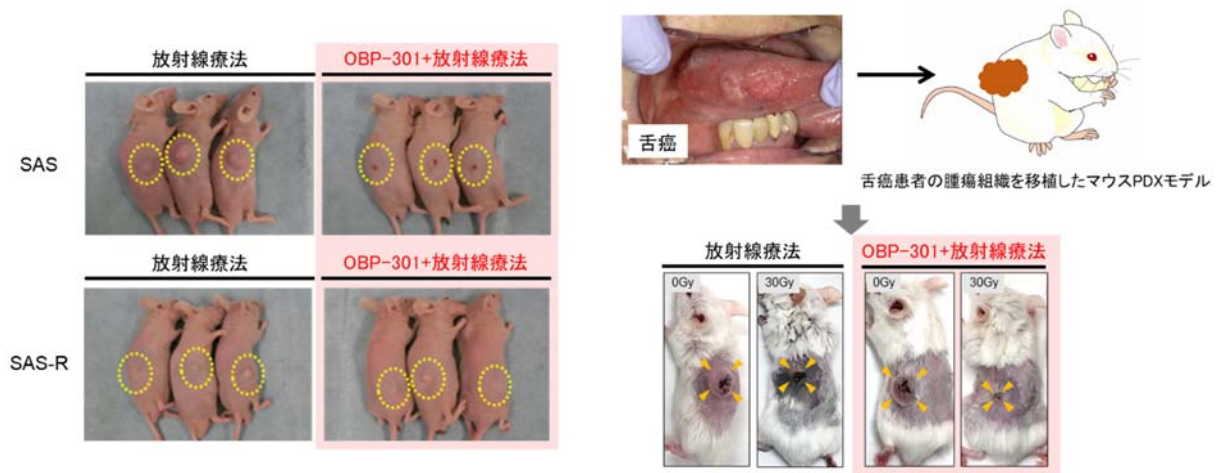 放射線療法
OBP-301+放射線療法
SAS
放射線療法
OBP-301+放射線療法
SAS-R
舌癌
舌癌患者の腫瘍組織を移植したマウスPDXモデル
放射線療法
OBP-301+放射線療法
0Gy
30Gy
0Gy
30Gy